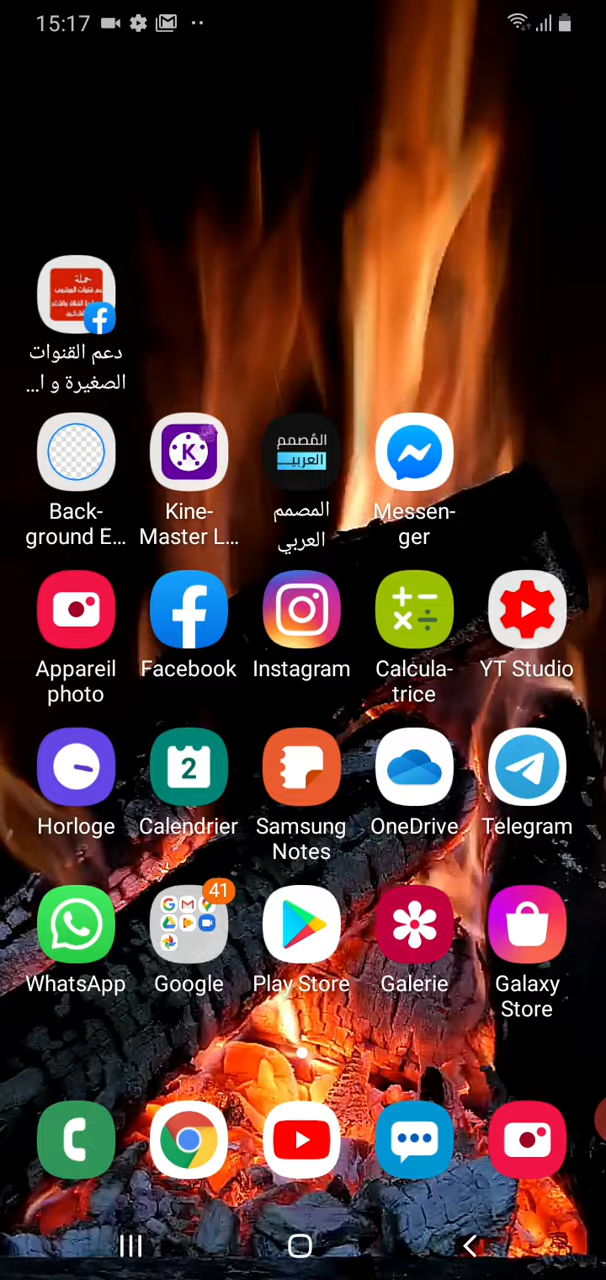 15:17
حملة
دعم القنوات
الصغيرة و ا...
Back-
ground E...
K
Kine-
Master L...
المصمم
العربي
المصمم
العربي
Messen-
ger
Appareil
photo
Facebook
Instagram
Calcula-
trice
YT Studio
Horloge
2
Calendrier
Samsung
Notes
OneDrive
Telegram
WhatsApp
41
Google
Play Store
Galerie
Galaxy
Store